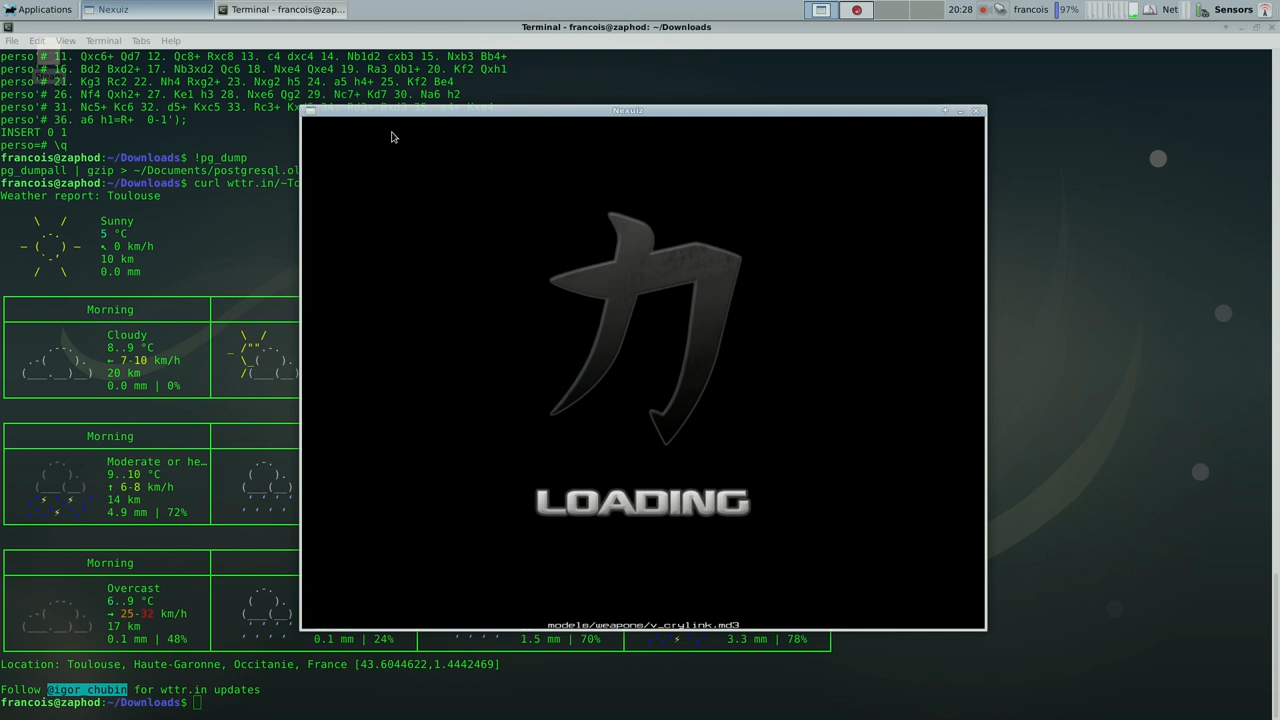 Applications
Nexuiz
Terminal - francois@zap...
20:28
francois
97%
Net
Sensors
Terminal - francois@zaphod: ~/Downloads
File Edit View Terminal Tabs Help
perso'# 11. Qxc6+ Qd7 12. Qc8+ Rxc8 13. c4 dxc4 14. Nb1d2 cxb3 15. Nxb3 Bb4+
perso'# 16. Bd2 Bxd2+ 17. Nb3xd2 Qc6 18. Nxe4 Qxe4 19. Ra3 Qb1+ 20. Kf2 Qxh1
perso'# 21. Kg3 Rc2 22. Nh4 Rxg2+ 23. Nxg2 h5 24. a5 h4+ 25. Kf2 Be4
perso'# 26. Nf4 Qxh2+ 27. Ke1 h3 28. Nxe6 Qg2 29. Nc7+ Kd7 30. Na6 h2
perso'# 31. Nc5+ Kc6 32. d5+ Kxc5 33. Rc3+
perso'# 36. a6 h1=R+  0-1');
INSERT 0 1
perso=# \q
francois@zaphod:~/Downloads$ !pg_dump
pg_dumpall | gzip > ~/Documents/postgresql.ol
francois@zaphod:~/Downloads$ curl wttr.in/~To
Weather report: Toulouse
Sunny
5 °C
↖ 0 km/h
10 km
0.0 mm
Morning
Cloudy
8..9 °C
← 7-10 km/h
20 km
0.0 mm | 0%
Morning
Moderate or he…
9..10 °C
↑ 6-8 km/h
14 km
4.9 mm | 72%
Morning
Overcast
6..9 °C
→ 25-32 km/h
17 km
0.1 mm | 48%
0.1 mm | 24%
1.5 mm | 70%
3.3 mm | 78%
Location: Toulouse, Haute-Garonne, Occitanie, France [43.6044622,1.4442469]
Follow @igor_chubin for wttr.in updates
francois@zaphod:~/Downloads$
Nexuiz
力
LOADING
models/weapons/v_crylink.md3